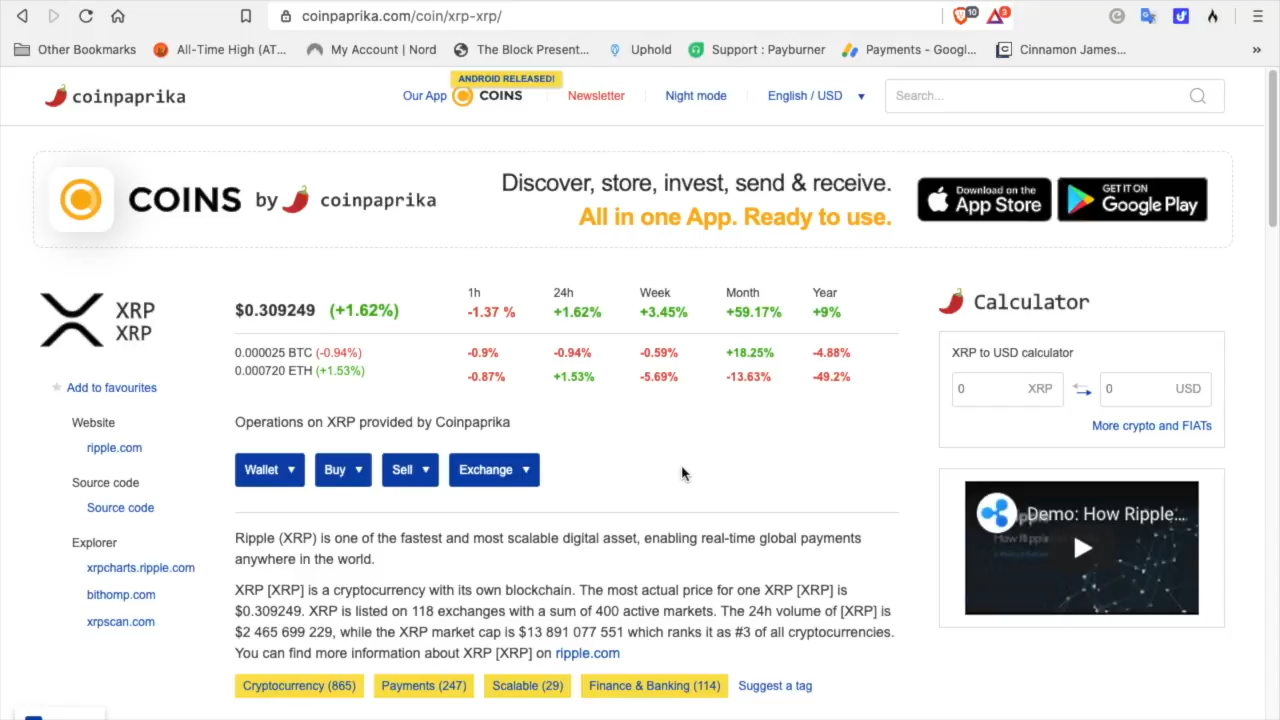 coinpaprika.com/coin/xrp-xrp/
10
3
Other Bookmarks
All-Time High (AT...
My Account | Nord
The Block Present...
Uphold
Support : Payburner
Payments - Googl...
Cinnamon James...
»
coinpaprika
ANDROID RELEASED!
Our App
COINS
Newsletter
Night mode
English / USD
Search...
COINS by coinpaprika
Discover, store, invest, send & receive.
All in one App. Ready to use.
Download on the
App Store
GET IT ON
Google Play
XRP
XRP
Add to favourites
Website
ripple.com
Source code
Source code
Explorer
xrpcharts.ripple.com
bithomp.com
xrpscan.com
$0.309249 (+1.62%)
1h 24h Week Month Year
-1.37 % +1.62% +3.45% +59.17% +9%
0.000025 BTC (-0.94%) -0.9% -0.94% -0.59% +18.25% -4.88%
0.000720 ETH (+1.53%) -0.87% +1.53% -5.69% -13.63% -49.2%
Operations on XRP provided by Coinpaprika
Wallet
Buy
Sell
Exchange
Ripple (XRP) is one of the fastest and most scalable digital asset, enabling real-time global payments
anywhere in the world.
XRP [XRP] is a cryptocurrency with its own blockchain. The most actual price for one XRP [XRP] is
$0.309249. XRP is listed on 118 exchanges with a sum of 400 active markets. The 24h volume of [XRP] is
$2 465 699 229, while the XRP market cap is $13 891 077 551 which ranks it as #3 of all cryptocurrencies.
You can find more information about XRP [XRP] on ripple.com
Cryptocurrency (865)
Payments (247)
Scalable (29)
Finance & Banking (114)
Suggest a tag
Calculator
XRP to USD calculator
0 XRP
0 USD
More crypto and FIATs
Demo: How Ripple...
How Ripple